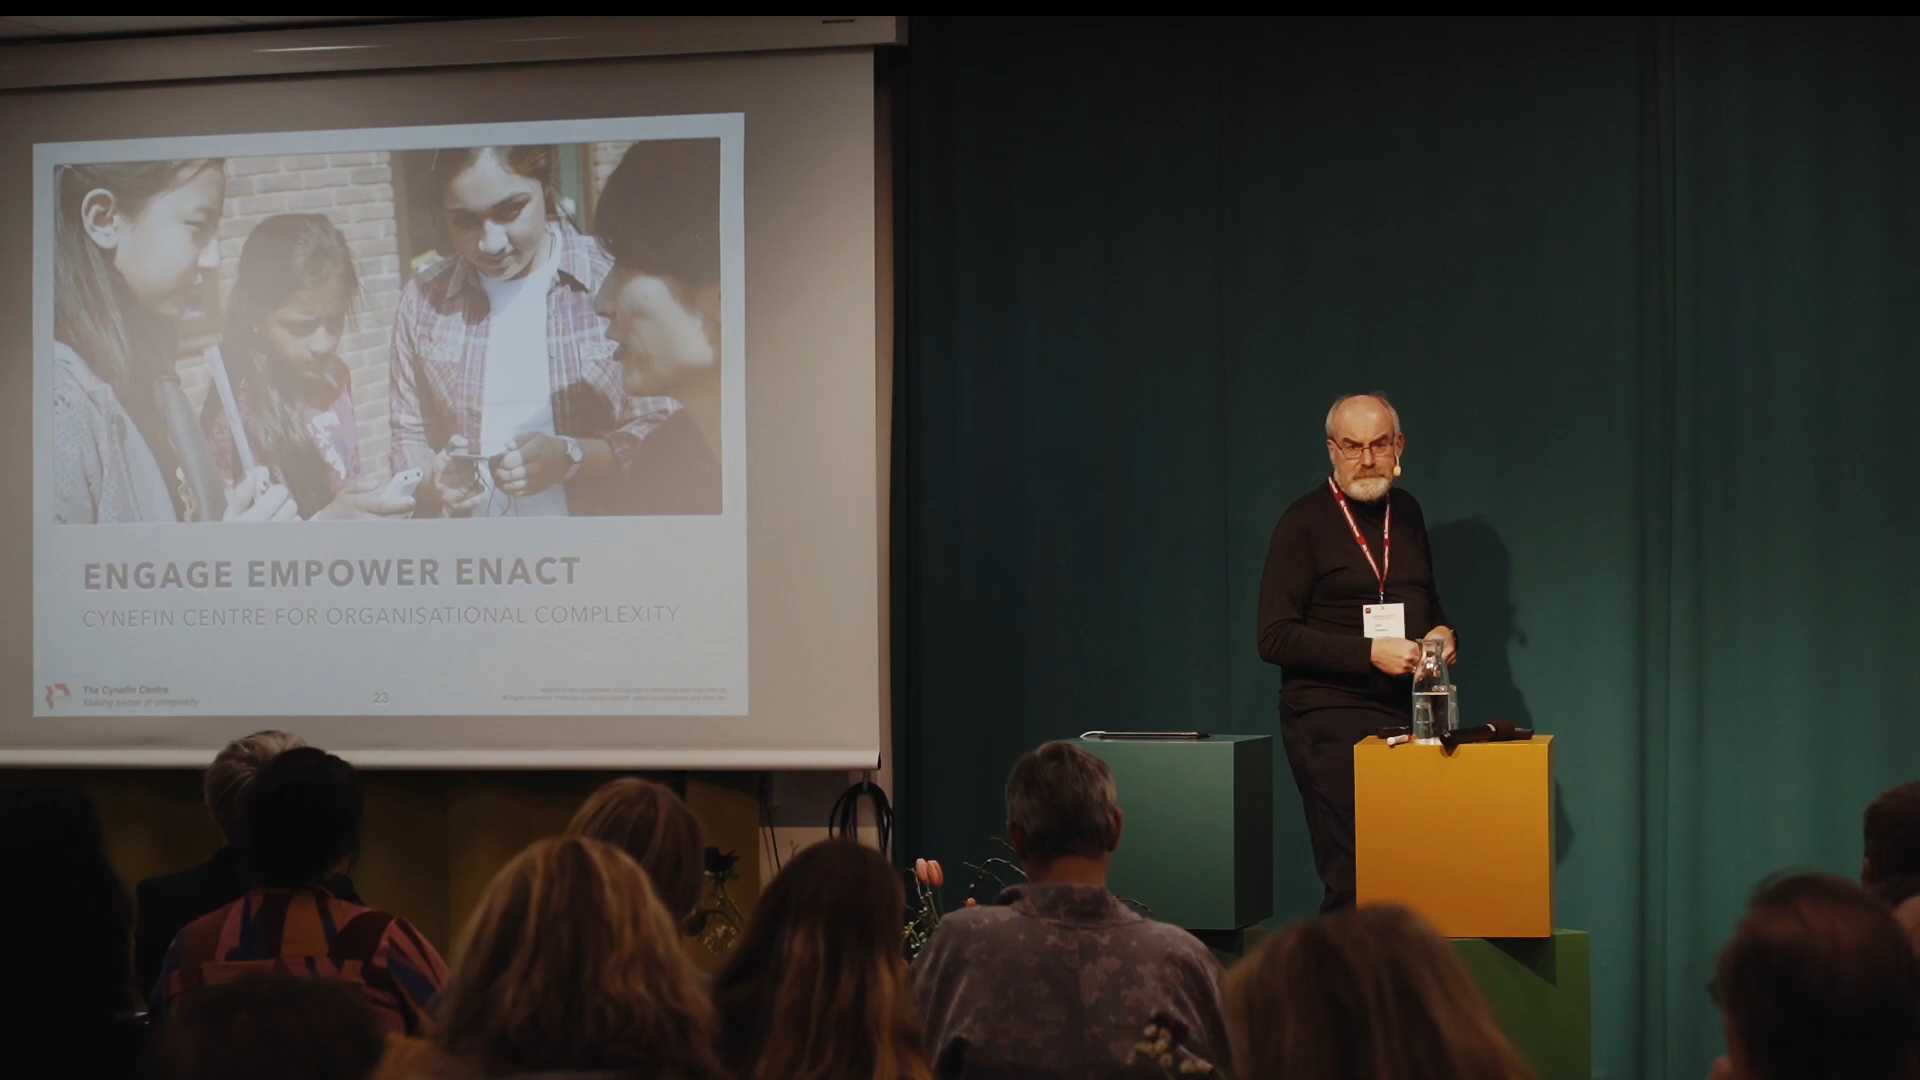 ENGAGE EMPOWER ENACT
CYNEFIN CENTRE FOR ORGANISATIONAL COMPLEXITY
The Cynefin Centre
Making sense of complexity
23